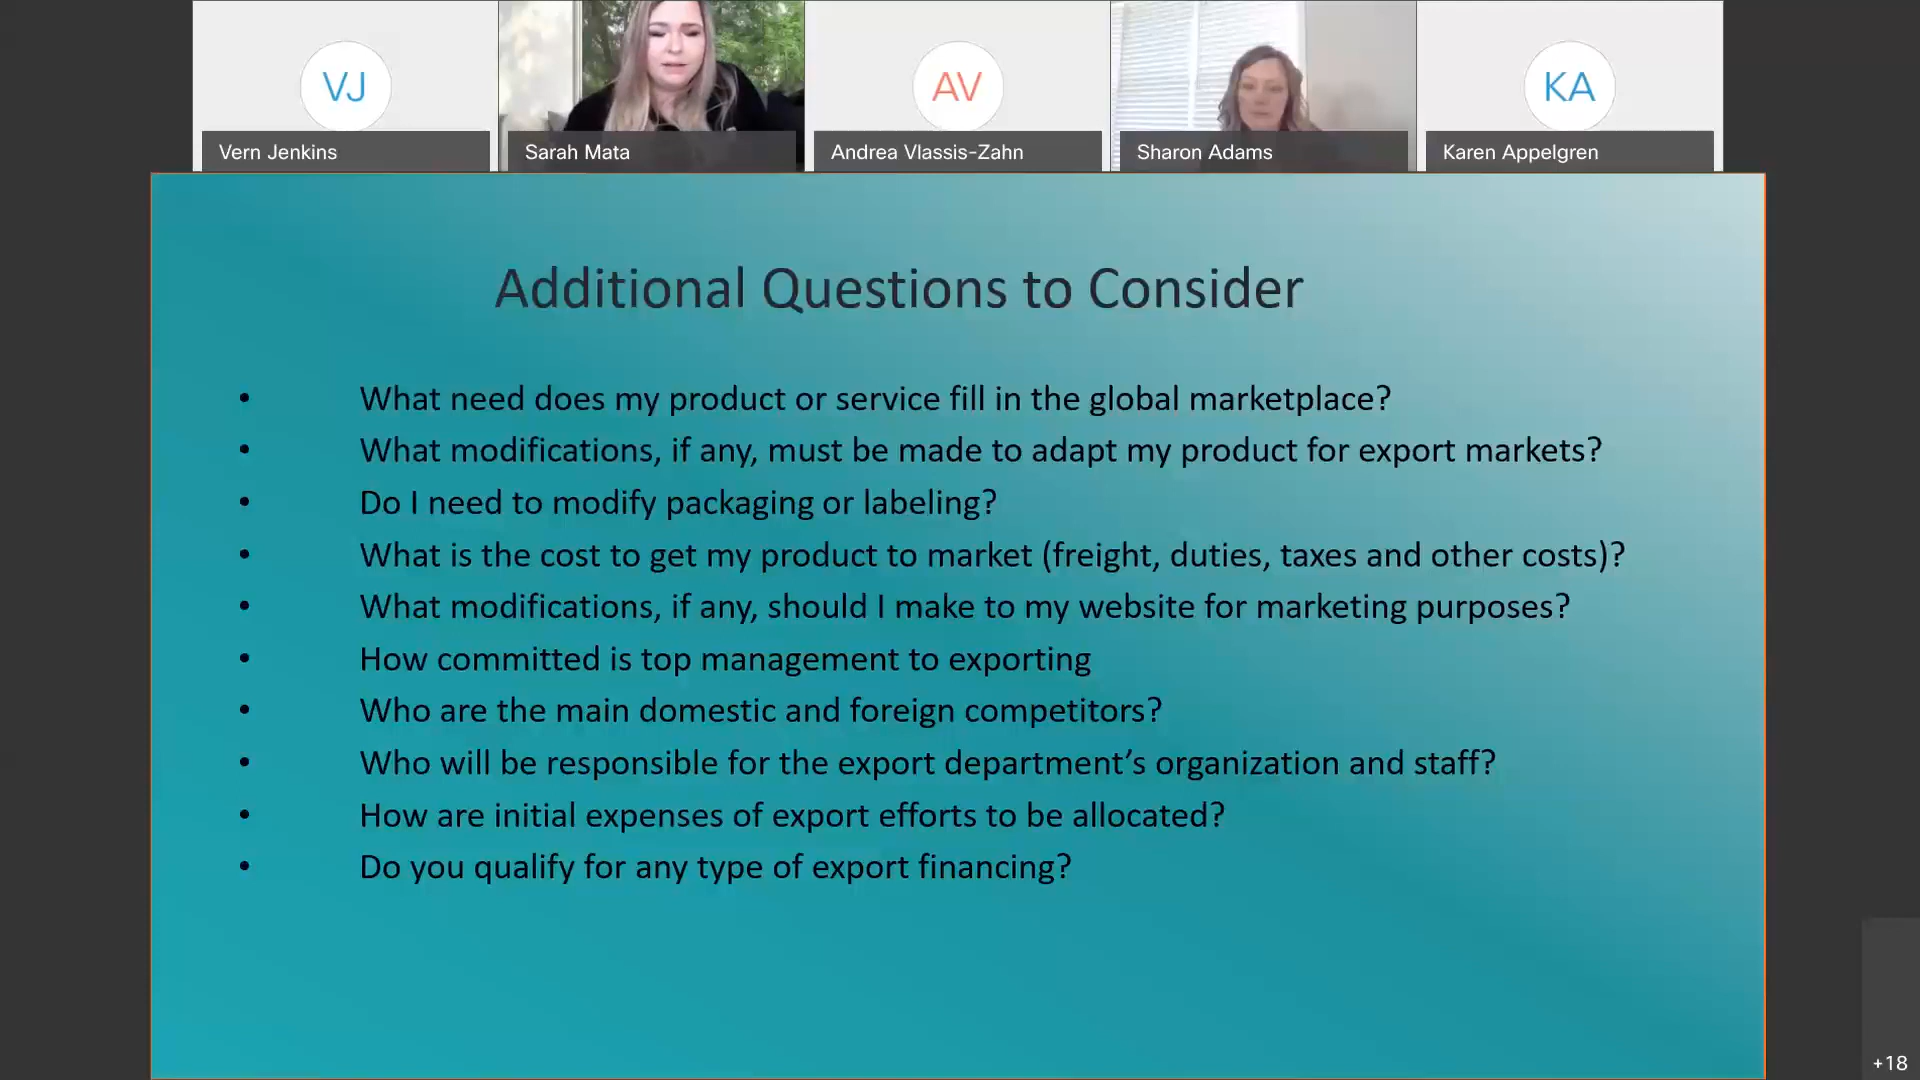 VJ
AV
KA
Vern Jenkins
Sarah Mata
Andrea Vlassis-Zahn
Sharon Adams
Karen Appelgren
Additional Questions to Consider
• What need does my product or service fill in the global marketplace?
• What modifications, if any, must be made to adapt my product for export markets?
• Do I need to modify packaging or labeling?
• What is the cost to get my product to market (freight, duties, taxes and other costs)?
• What modifications, if any, should I make to my website for marketing purposes?
• How committed is top management to exporting
• Who are the main domestic and foreign competitors?
• Who will be responsible for the export department’s organization and staff?
• How are initial expenses of export efforts to be allocated?
• Do you qualify for any type of export financing?
+18